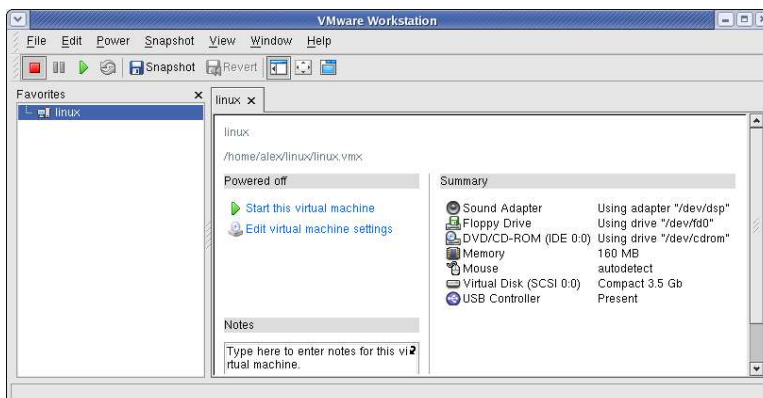 VMware Workstation
File Edit Power Snapshot View Window Help
Snapshot Revert
Favorites
linux
linux
linux
/home/alex/linux/linux.vmx
Powered off
Start this virtual machine
Edit virtual machine settings
Summary
Sound Adapter Using adapter "/dev/dsp"
Floppy Drive Using drive "/dev/fd0"
DVD/CD-ROM (IDE 0:0) Using drive "/dev/cdrom"
Memory 160 MB
Mouse autodetect
Virtual Disk (SCSI 0:0) Compact 3.5 Gb
USB Controller Present
Notes
Type here to enter notes for this vi
rtual machine.